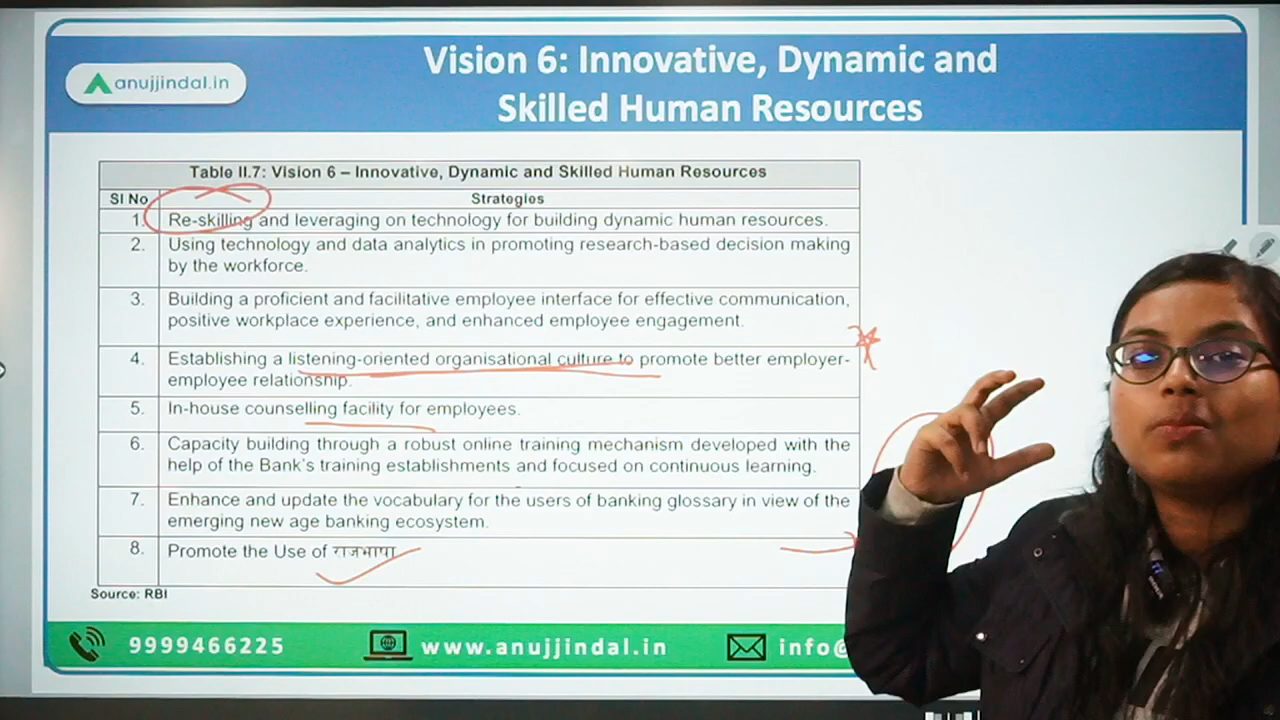 Vision 6: Innovative, Dynamic and
Skilled Human Resources
anujjindal.in
Table II.7: Vision 6 – Innovative, Dynamic and Skilled Human Resources
Sl No
Strategies
1. Re-skilling and leveraging on technology for building dynamic human resources.
2. Using technology and data analytics in promoting research-based decision making
by the workforce.
3. Building a proficient and facilitative employee interface for effective communication,
positive workplace experience, and enhanced employee engagement.
4. Establishing a listening-oriented organisational culture to promote better employer-
employee relationship.
5. In-house counselling facility for employees.
6. Capacity building through a robust online training mechanism developed with the
help of the Bank's training establishments and focused on continuous learning.
7. Enhance and update the vocabulary for the users of banking glossary in view of the
emerging new age banking ecosystem.
8. Promote the Use of राजभाषा
Source: RBI
9999466225
www.anujjindal.in
info@